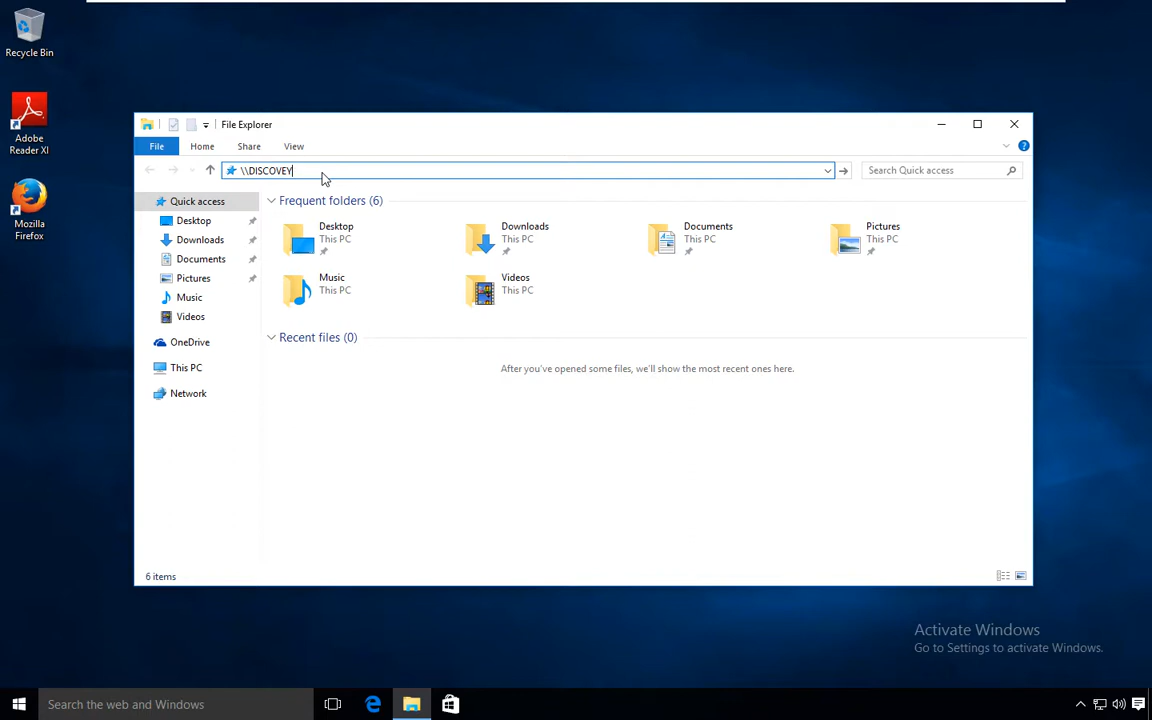 Recycle Bin
Adobe
Reader XI
Mozilla
Firefox
File Explorer
File
Home
Share
View
\\DISCOVEY
Search Quick access
Quick access
Desktop
Downloads
Documents
Pictures
Music
Videos
OneDrive
This PC
Network
Frequent folders (6)
Desktop
This PC
Downloads
This PC
Documents
This PC
Pictures
This PC
Music
This PC
Videos
This PC
Recent files (0)
After you've opened some files, we'll show the most recent ones here.
6 items
Activate Windows
Go to Settings to activate Windows.
Search the web and Windows